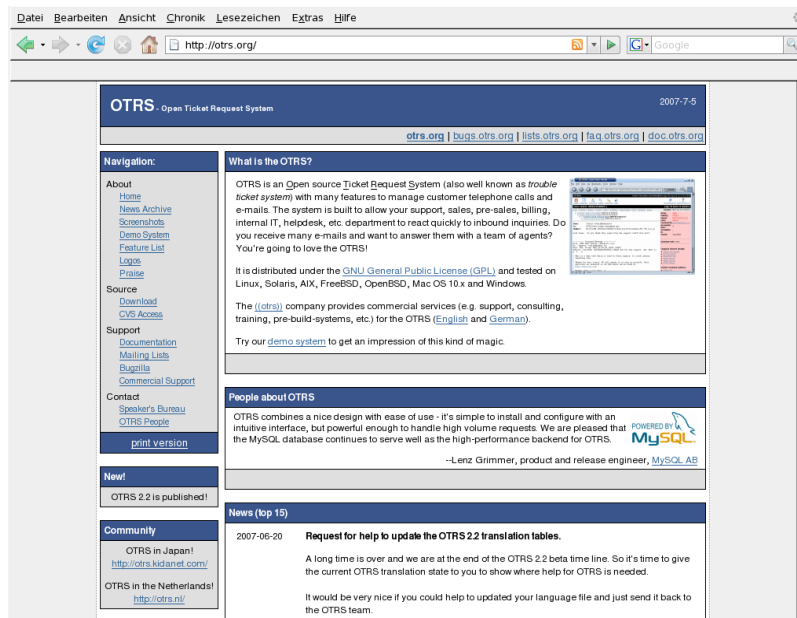 Datei Bearbeiten Ansicht Chronik Lesezeichen Extras Hilfe
http://otrs.org/
Google
OTRS - Open Ticket Request System
2007-7-5
otrs.org | bugs.otrs.org | lists.otrs.org | faq.otrs.org | doc.otrs.org
Navigation:
About
Home
News Archive
Screenshots
Demo System
Feature List
Logos
Praise
Source
Download
CVS Access
Support
Documentation
Mailing Lists
Bugzilla
Commercial Support
Contact
Speaker's Bureau
OTRS People
print version
New!
OTRS 2.2 is published!
Community
OTRS in Japan!
http://otrs.kidanet.com/
OTRS in the Netherlands!
http://otrs.nl/
What is the OTRS?
OTRS is an Open source Ticket Request System (also well known as trouble
ticket system) with many features to manage customer telephone calls and
e-mails. The system is built to allow your support, sales, pre-sales, billing,
internal IT, helpdesk, etc. department to react quickly to inbound inquiries. Do
you receive many e-mails and want to answer them with a team of agents?
You're going to love the OTRS!
It is distributed under the GNU General Public License (GPL) and tested on
Linux, Solaris, AIX, FreeBSD, OpenBSD, Mac OS 10.x and Windows.
The ((otrs)) company provides commercial services (e.g. support, consulting,
training, pre-build-systems, etc.) for the OTRS (English and German).
Try our demo system to get an impression of this kind of magic.
People about OTRS
OTRS combines a nice design with ease of use - it's simple to install and configure with an
intuitive interface, but powerful enough to handle high volume requests. We are pleased that
the MySQL database continues to serve well as the high-performance backend for OTRS.
POWERED BY
MySQL
--Lenz Grimmer, product and release engineer, MySQL AB
News (top 15)
2007-06-20 Request for help to update the OTRS 2.2 translation tables.
A long time is over and we are at the end of the OTRS 2.2 beta time line. So it's time to give
the current OTRS translation state to you to show where help for OTRS is needed.
It would be very nice if you could help to updated your language file and just send it back to
the OTRS team.